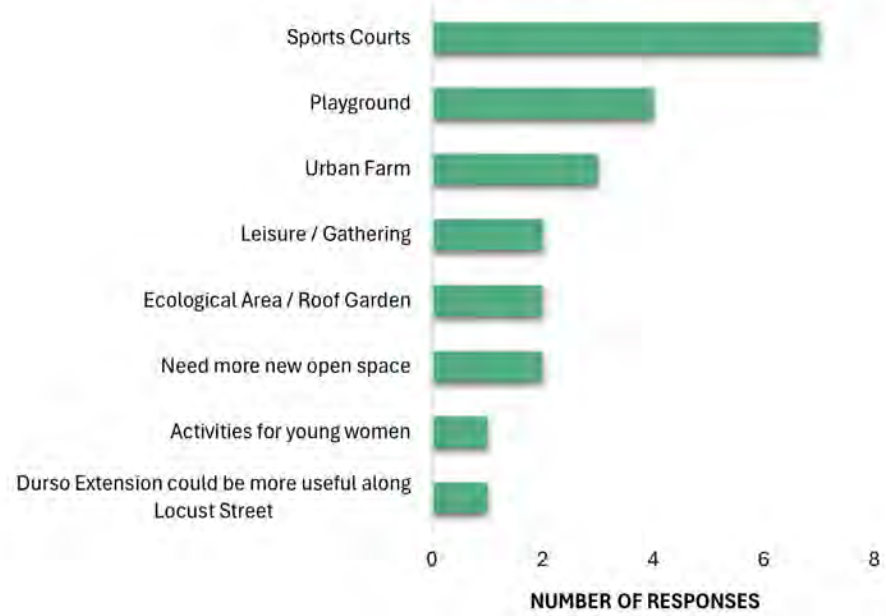 Sports Courts
Playground
Urban Farm
Leisure / Gathering
Ecological Area / Roof Garden
Need more new open space
Activities for young women
Durso Extension could be more useful along
Locust Street
0 2 4 6 8
NUMBER OF RESPONSES